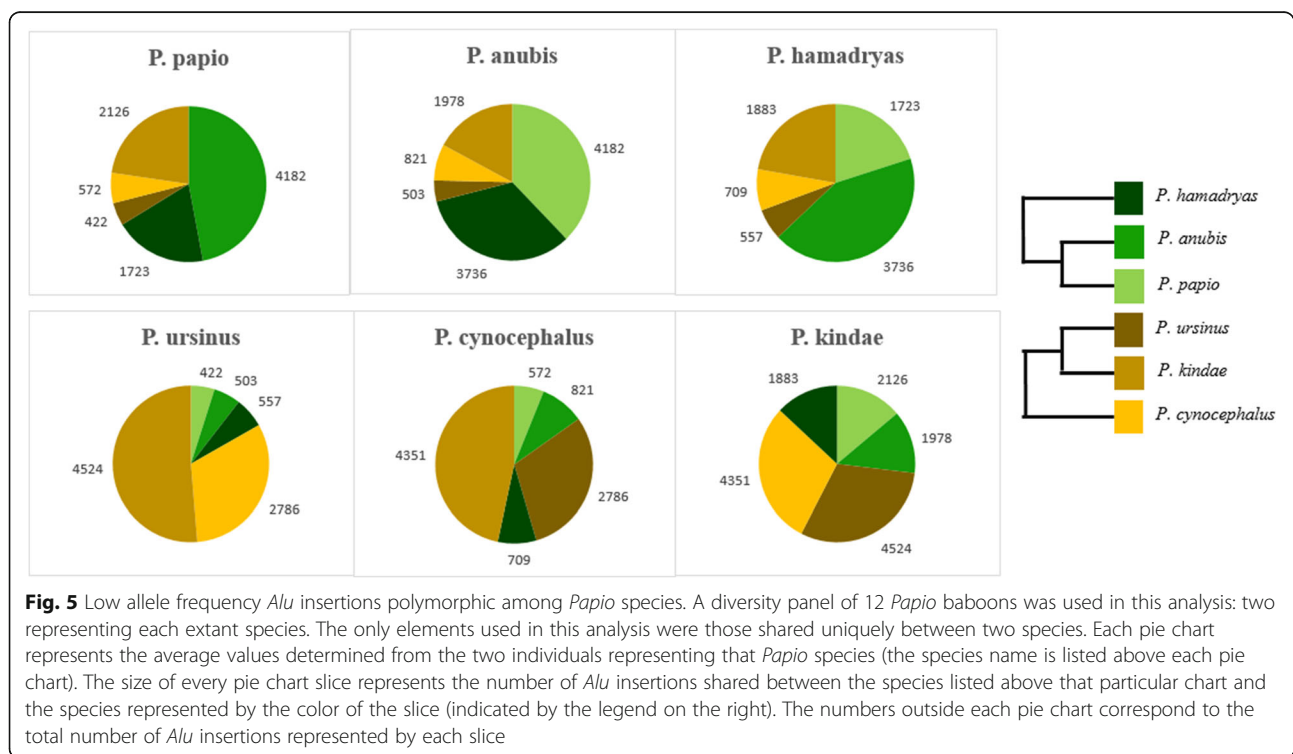 P. papio
2126
4182
572
422
1723
P. anubis
1978
4182
821
503
3736
P. hamadryas
1883
1723
709
557
3736
P. hamadryas
P. anubis
P. papio
P. ursinus
P. kindae
P. cynocephalus
P. ursinus
422
503
557
4524
2786
P. cynocephalus
572
821
4351
2786
709
P. kindae
1883
2126
1978
4351
4524
Fig. 5 Low allele frequency Alu insertions polymorphic among Papio species. A diversity panel of 12 Papio baboons was used in this analysis: two
representing each extant species. The only elements used in this analysis were those shared uniquely between two species. Each pie chart
represents the average values determined from the two individuals representing that Papio species (the species name is listed above each pie
chart). The size of every pie chart slice represents the number of Alu insertions shared between the species listed above that particular chart and
the species represented by the color of the slice (indicated by the legend on the right). The numbers outside each pie chart correspond to the
total number of Alu insertions represented by each slice